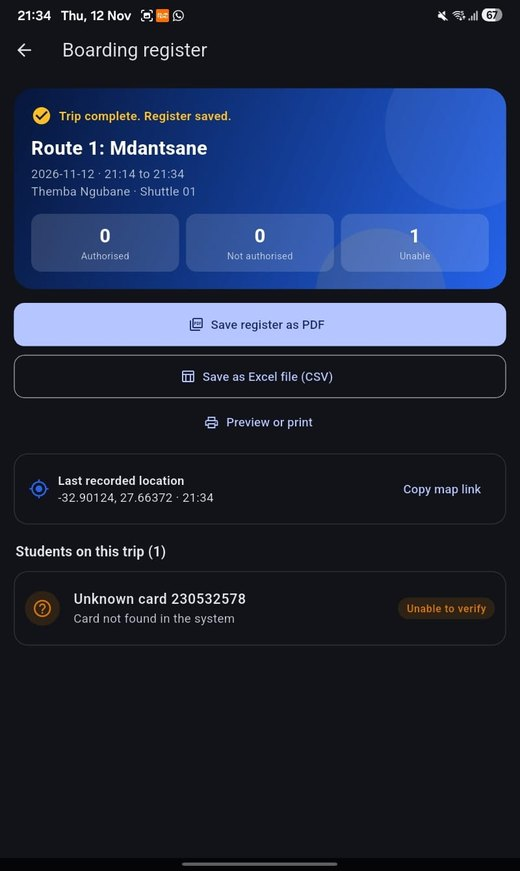 21:34 Thu, 12 Nov 67
Boarding register
Trip complete. Register saved.
Route 1: Mdantsane
2026-11-12 · 21:14 to 21:34
Themba Ngubane · Shuttle 01
0 0 1
Authorised Not authorised Unable
Save register as PDF
Save as Excel file (CSV)
Preview or print
Last recorded location
-32.90124, 27.66372 · 21:34
Copy map link
Students on this trip (1)
Unknown card 230532578
Card not found in the system
Unable to verify